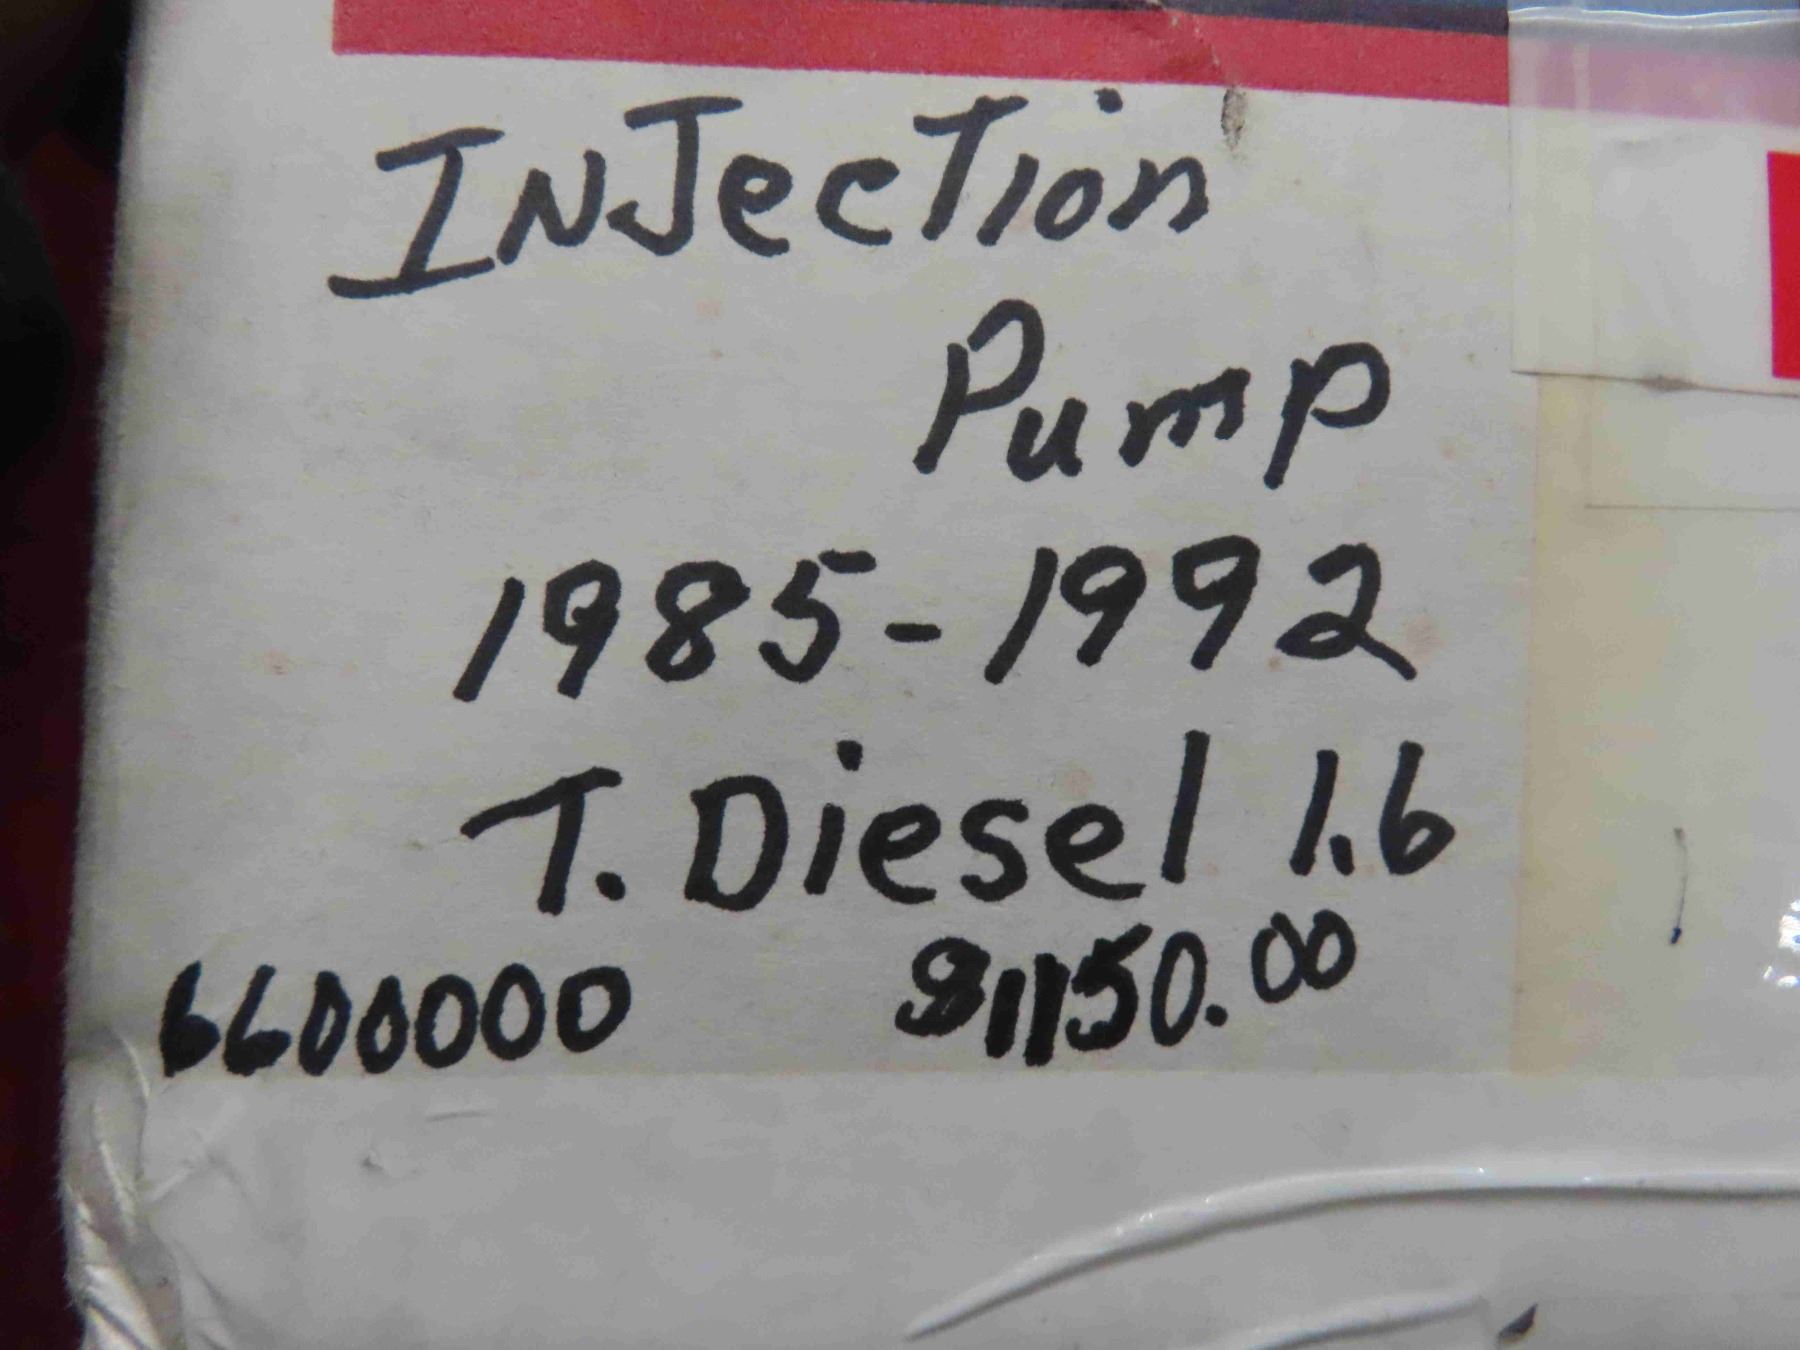 InJection
Pump
1985-1992
T. Diesel 1.6
6600000 $1150.00